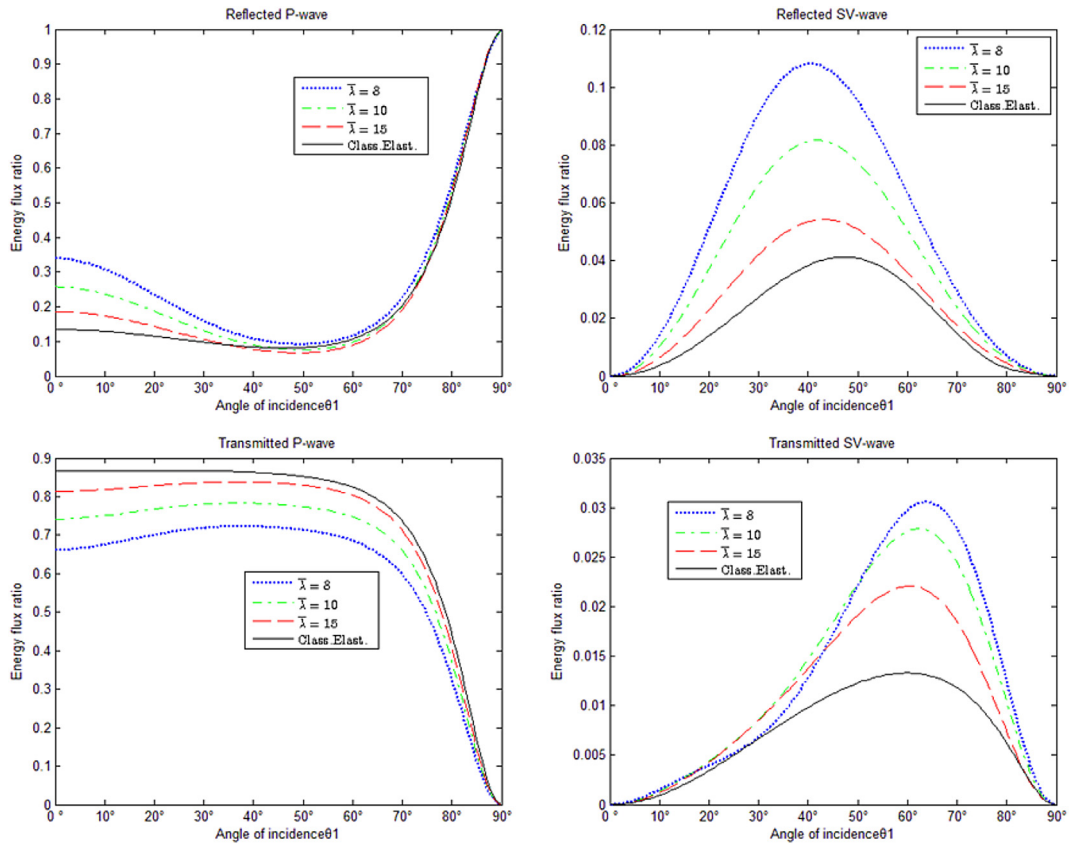 Reflected P-wave
Energy flux ratio
1
0.9
0.8
0.7
0.6
0.5
0.4
0.3
0.2
0.1
0
λ̅ = 8
λ̅ = 10
λ̅ = 15
Class.Elast.
0° 10° 20° 30° 40° 50° 60° 70° 80° 90°
Angle of incidenceθ1
Reflected SV-wave
Energy flux ratio
0.12
0.1
0.08
0.06
0.04
0.02
0
λ̅ = 8
λ̅ = 10
λ̅ = 15
Class.Elast.
0° 10° 20° 30° 40° 50° 60° 70° 80° 90°
Angle of incidenceθ1
Transmitted P-wave
Energy flux ratio
0.9
0.8
0.7
0.6
0.5
0.4
0.3
0.2
0.1
0
λ̅ = 8
λ̅ = 10
λ̅ = 15
Class.Elast.
0° 10° 20° 30° 40° 50° 60° 70° 80° 90°
Angle of incidenceθ1
Transmitted SV-wave
Energy flux ratio
0.035
0.03
0.025
0.02
0.015
0.01
0.005
0
λ̅ = 8
λ̅ = 10
λ̅ = 15
Class.Elast.
0° 10° 20° 30° 40° 50° 60° 70° 80° 90°
Angle of incidenceθ1